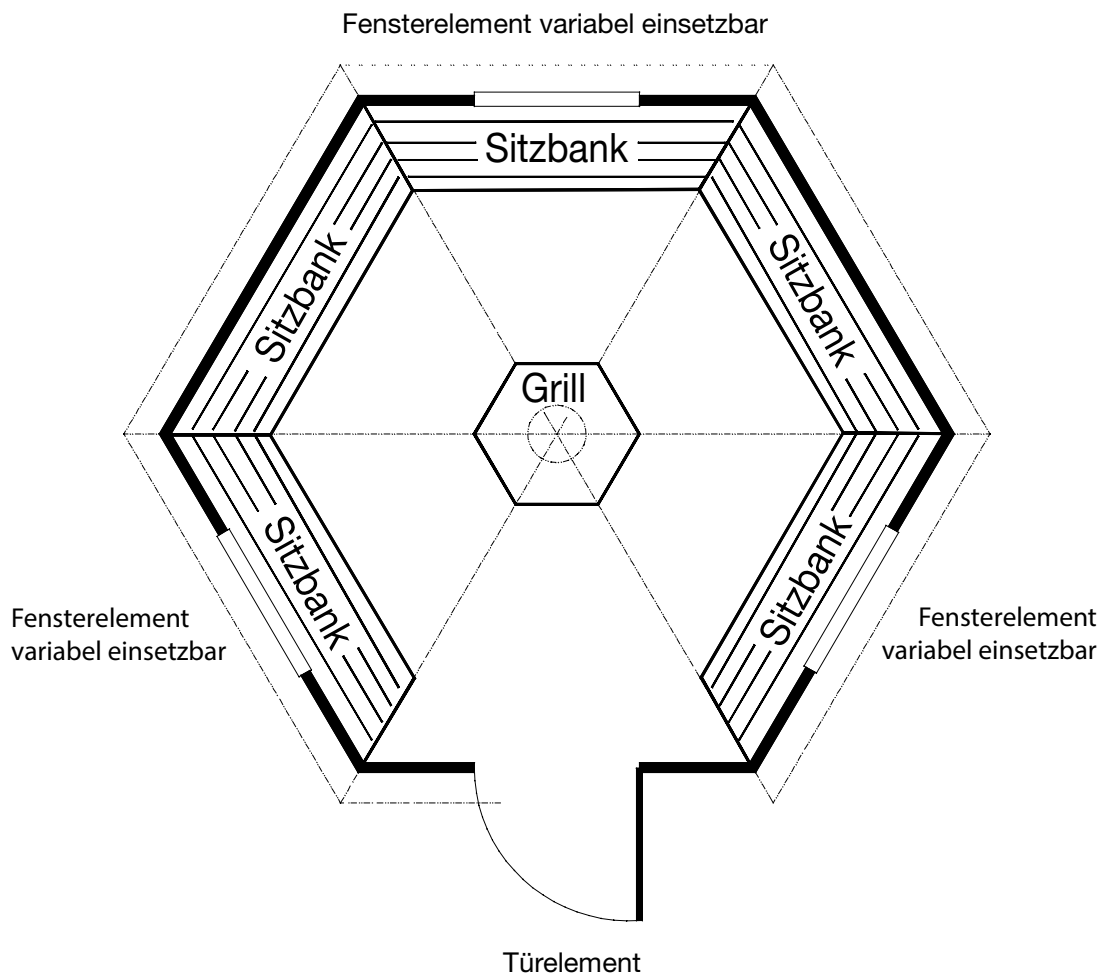 Fensterelement variabel einsetzbar
Sitzbank
Sitzbank
Sitzbank
Grill
Sitzbank
Sitzbank
Fensterelement
variabel einsetzbar
Fensterelement
variabel einsetzbar
Türelement